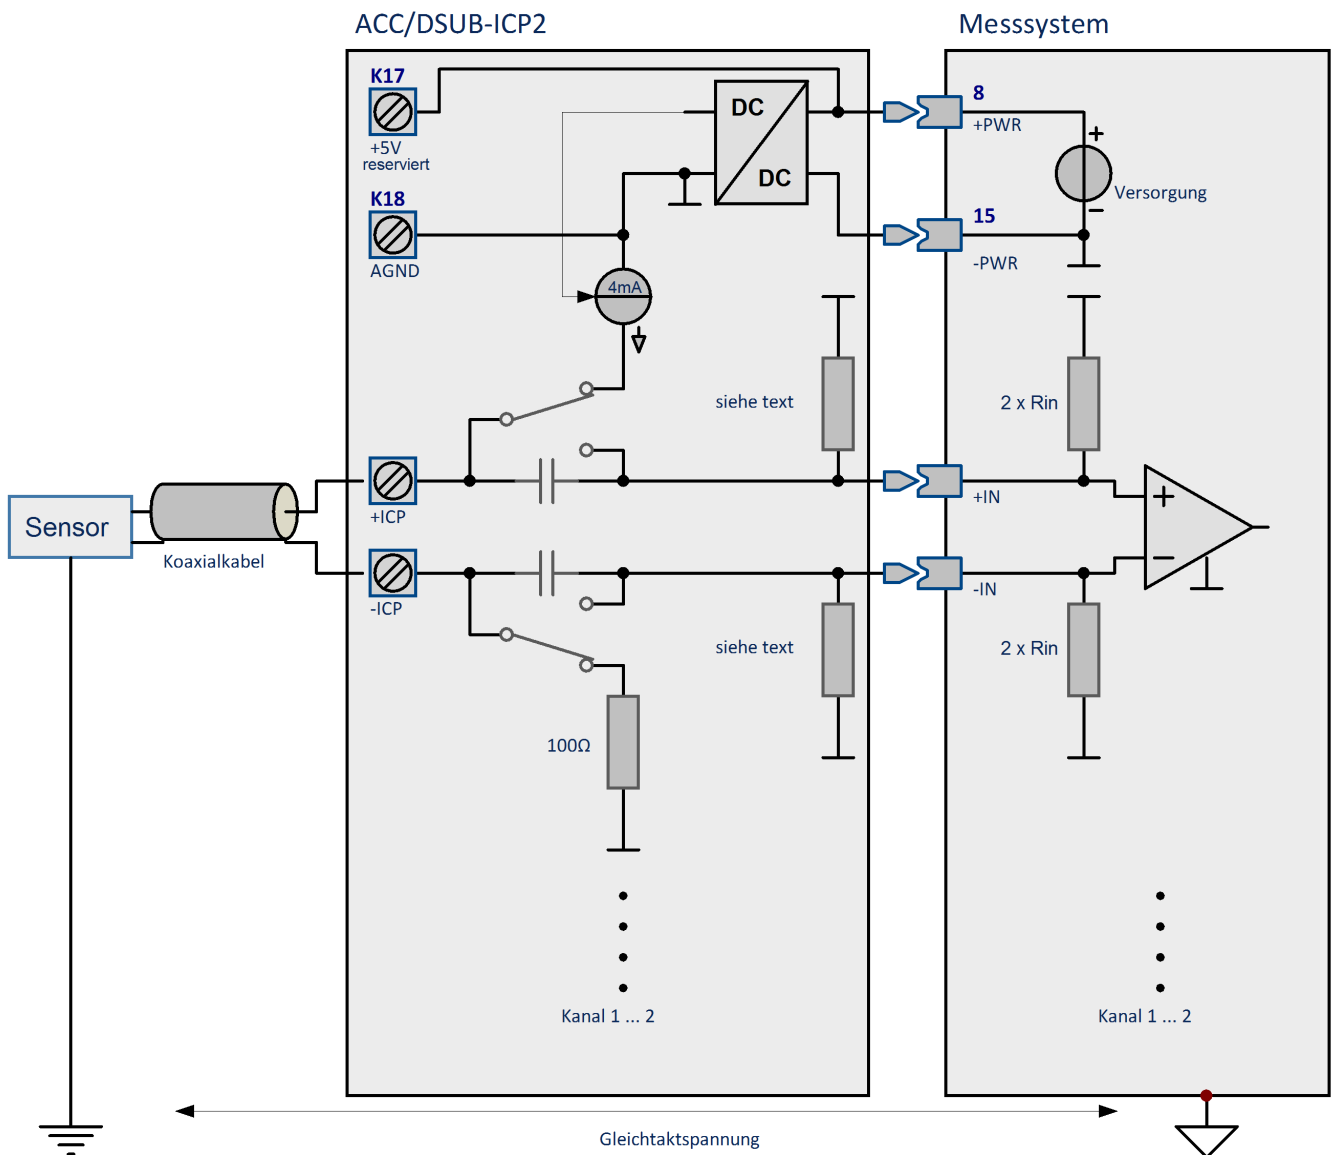 ACC/DSUB-ICP2
Messsystem
K17
+5V
reserviert
DC
DC
8
+PWR
+
Versorgung
−
K18
AGND
15
-PWR
4mA
siehe text
2 x Rin
+ICP
+IN
+
Sensor
Koaxialkabel
-ICP
-IN
−
siehe text
2 x Rin
100Ω
Kanal 1 ... 2
Kanal 1 ... 2
Gleichtaktspannung